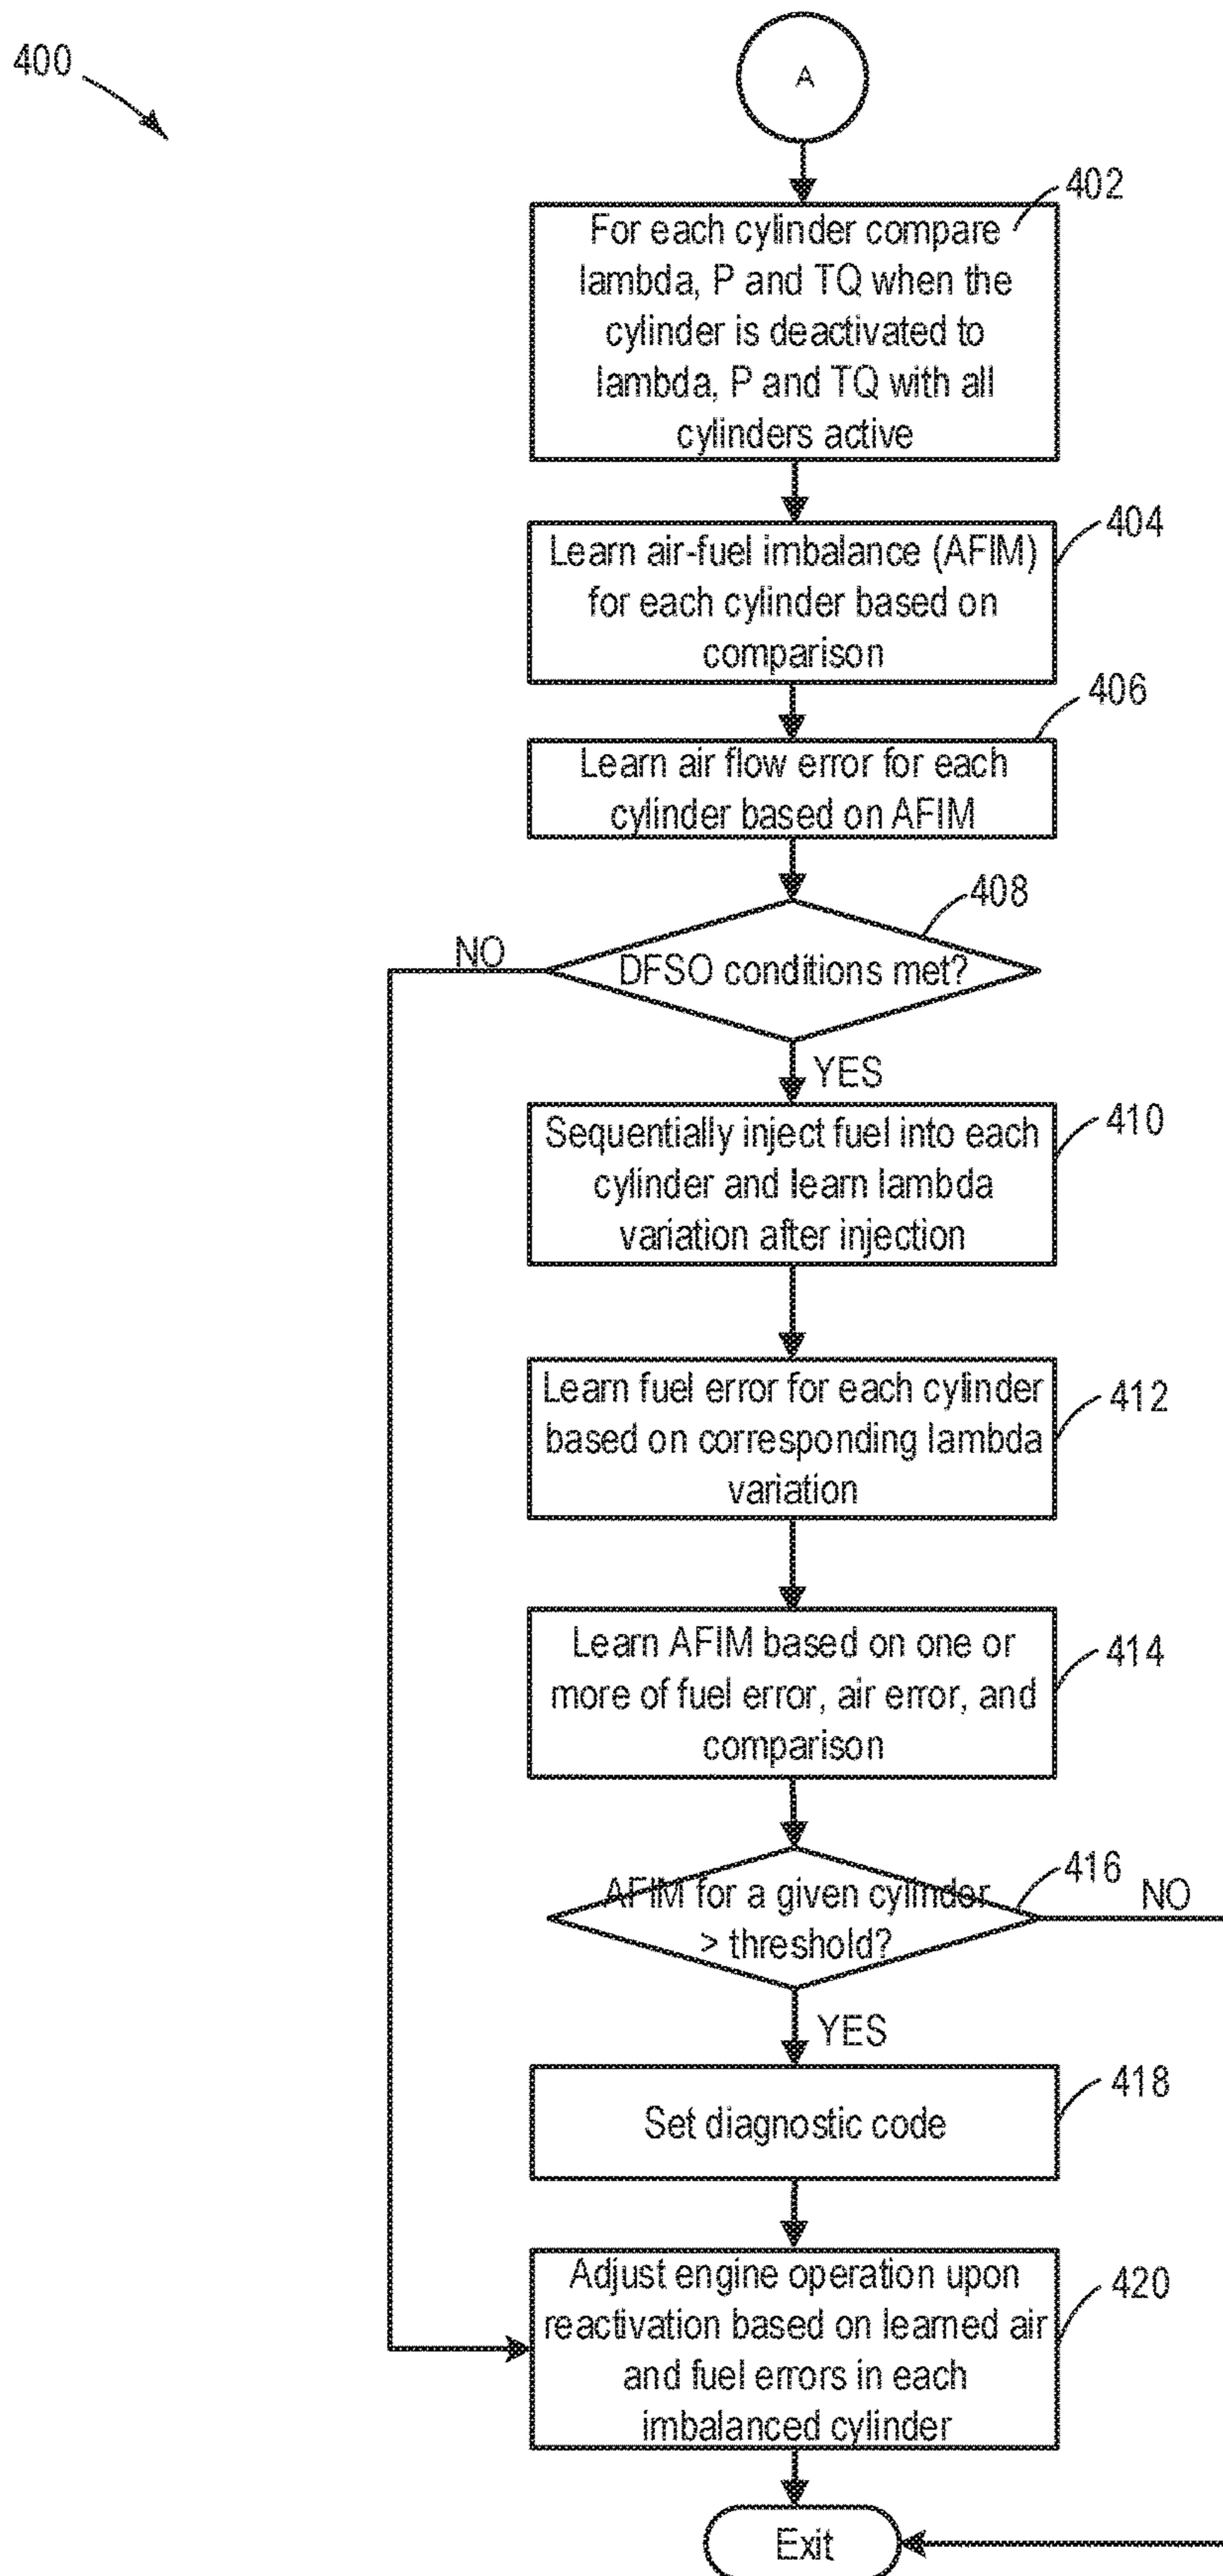 400
A
402
For each cylinder compare
lambda, P and TQ when the
cylinder is deactivated to
lambda, P and TQ with all
cylinders active
404
Learn air-fuel imbalance (AFIM)
for each cylinder based on
comparison
406
Learn air flow error for each
cylinder based on AFIM
408
NO
DFSO conditions met?
YES
410
Sequentially inject fuel into each
cylinder and learn lambda
variation after injection
412
Learn fuel error for each cylinder
based on corresponding lambda
variation
414
Learn AFIM based on one or
more of fuel error, air error, and
comparison
416
NO
AFIM for a given cylinder
> threshold?
YES
418
Set diagnostic code
420
Adjust engine operation upon
reactivation based on learned air
and fuel errors in each
imbalanced cylinder
Exit